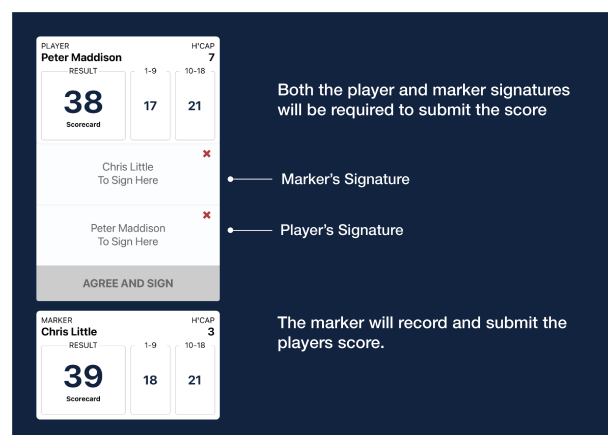 PLAYER H'CAP
Peter Maddison 7
RESULT 1-9 10-18
38 17 21
Scorecard
Both the player and marker signatures
will be required to submit the score
Chris Little
To Sign Here
Marker's Signature
Peter Maddison
To Sign Here
Player's Signature
AGREE AND SIGN
MARKER H'CAP
Chris Little 3
RESULT 1-9 10-18
39 18 21
Scorecard
The marker will record and submit the
players score.